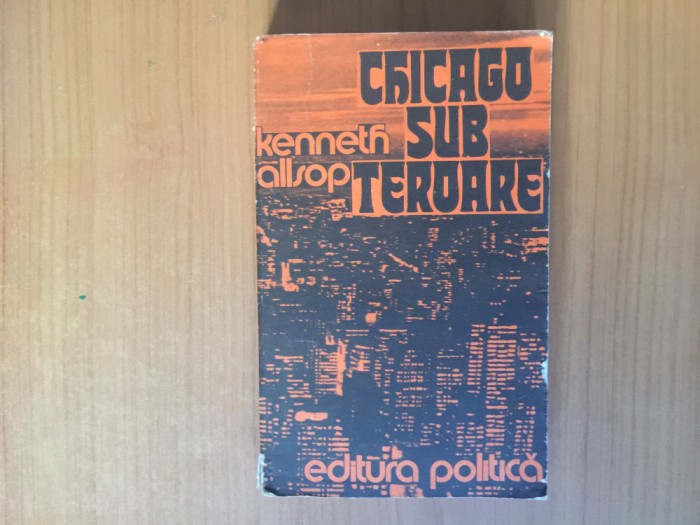 ChICAGO
SUB
TEROARE
kenneth
allsop
editura politică